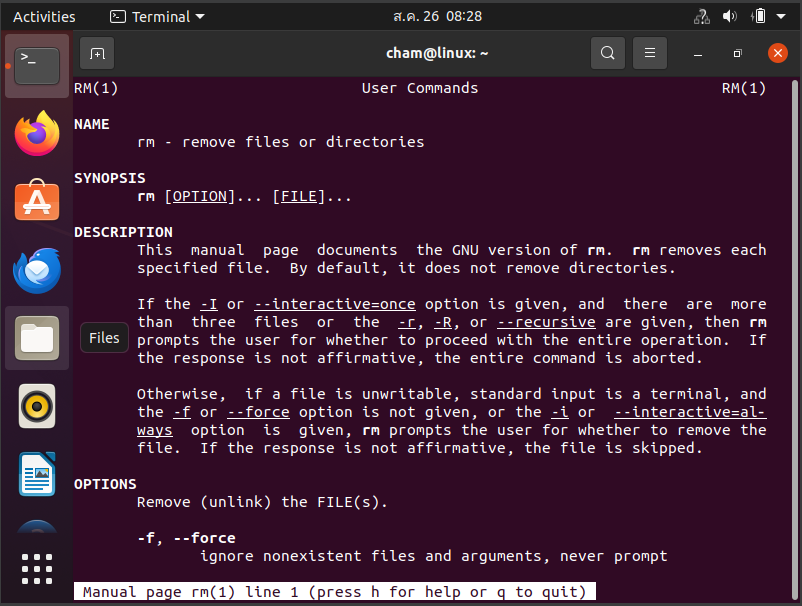 Activities Terminal ส.ค. 26 08:28
cham@linux: ~
RM(1) User Commands RM(1)
NAME
rm - remove files or directories
SYNOPSIS
rm [OPTION]... [FILE]...
DESCRIPTION
This manual page documents the GNU version of rm. rm removes each
specified file. By default, it does not remove directories.
If the -I or --interactive=once option is given, and there are more
than three files or the -r, -R, or --recursive are given, then rm
Files
prompts the user for whether to proceed with the entire operation. If
the response is not affirmative, the entire command is aborted.
Otherwise, if a file is unwritable, standard input is a terminal, and
the -f or --force option is not given, or the -i or --interactive=al-
ways option is given, rm prompts the user for whether to remove the
file. If the response is not affirmative, the file is skipped.
OPTIONS
Remove (unlink) the FILE(s).
-f, --force
ignore nonexistent files and arguments, never prompt
Manual page rm(1) line 1 (press h for help or q to quit)